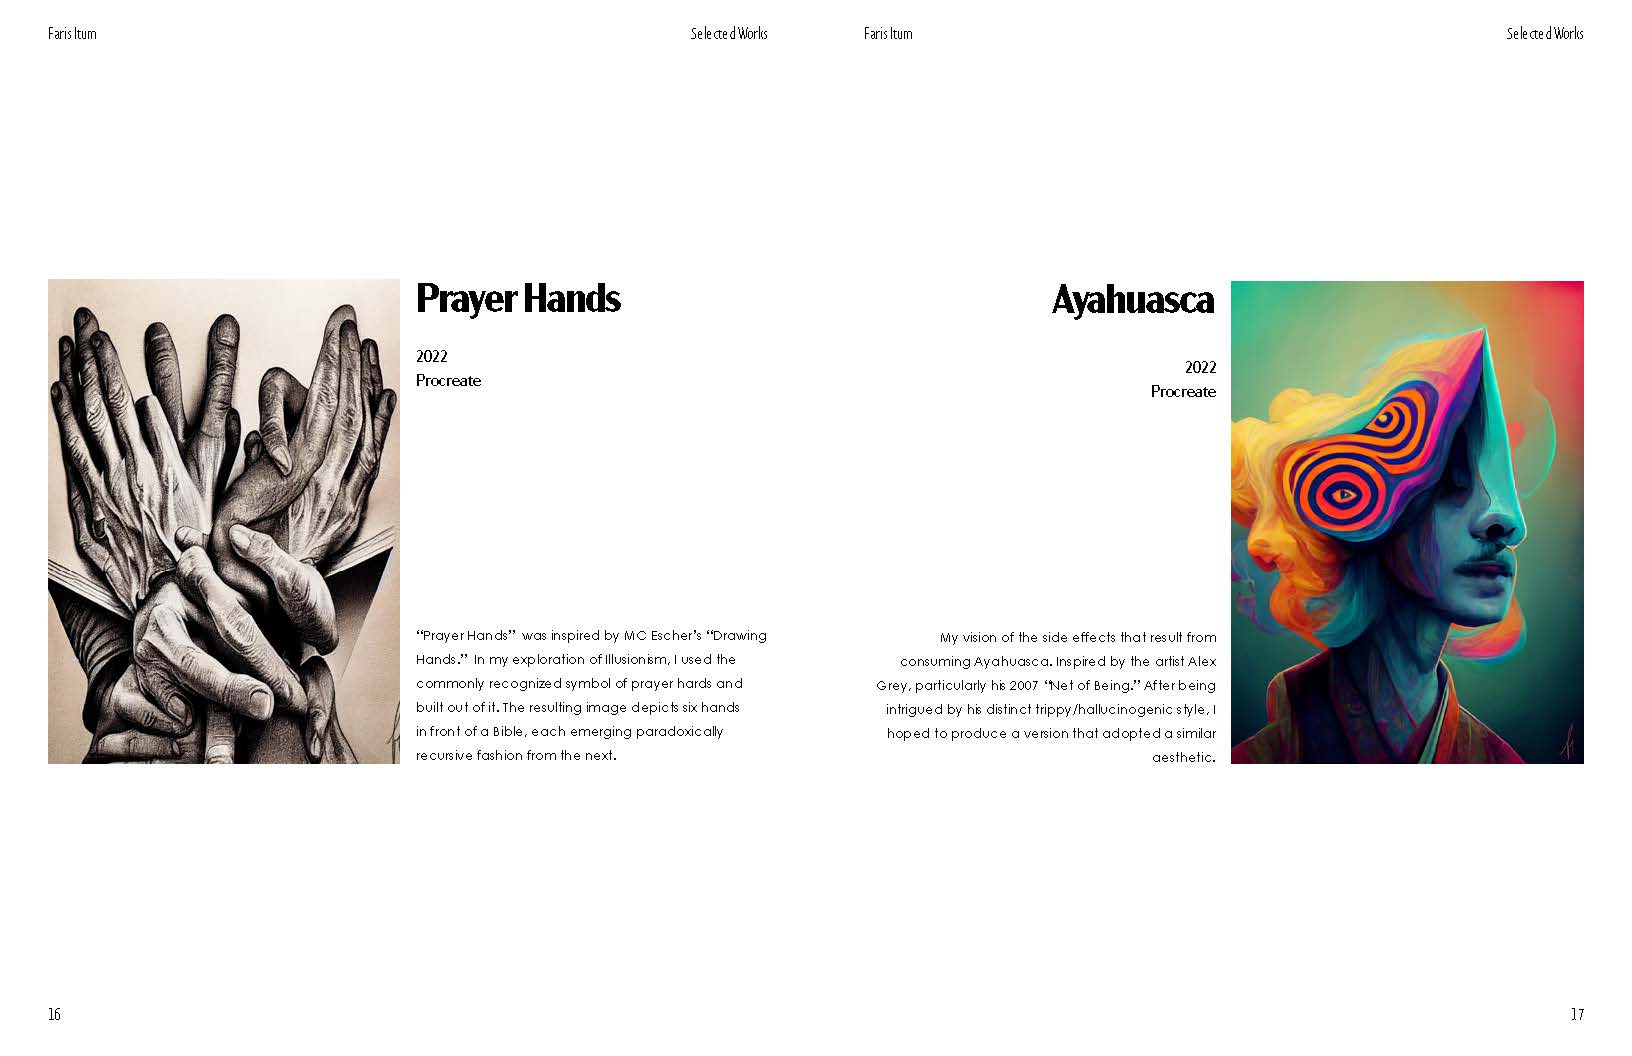 Faris Itum
Selected Works
Prayer Hands
2022
Procreate
“Prayer Hands” was inspired by MC Escher’s “Drawing
Hands.” In my exploration of Illusionism, I used the
commonly recognized symbol of prayer hards and
built out of it. The resulting image depicts six hands
in front of a Bible, each emerging paradoxically
recursive fashion from the next.
16
Faris Itum
Selected Works
Ayahuasca
2022
Procreate
My vision of the side effects that result from
consuming Ayahuasca. Inspired by the artist Alex
Grey, particularly his 2007 “Net of Being.” After being
intrigued by his distinct trippy/hallucinogenic style, I
hoped to produce a version that adopted a similar
aesthetic.
17